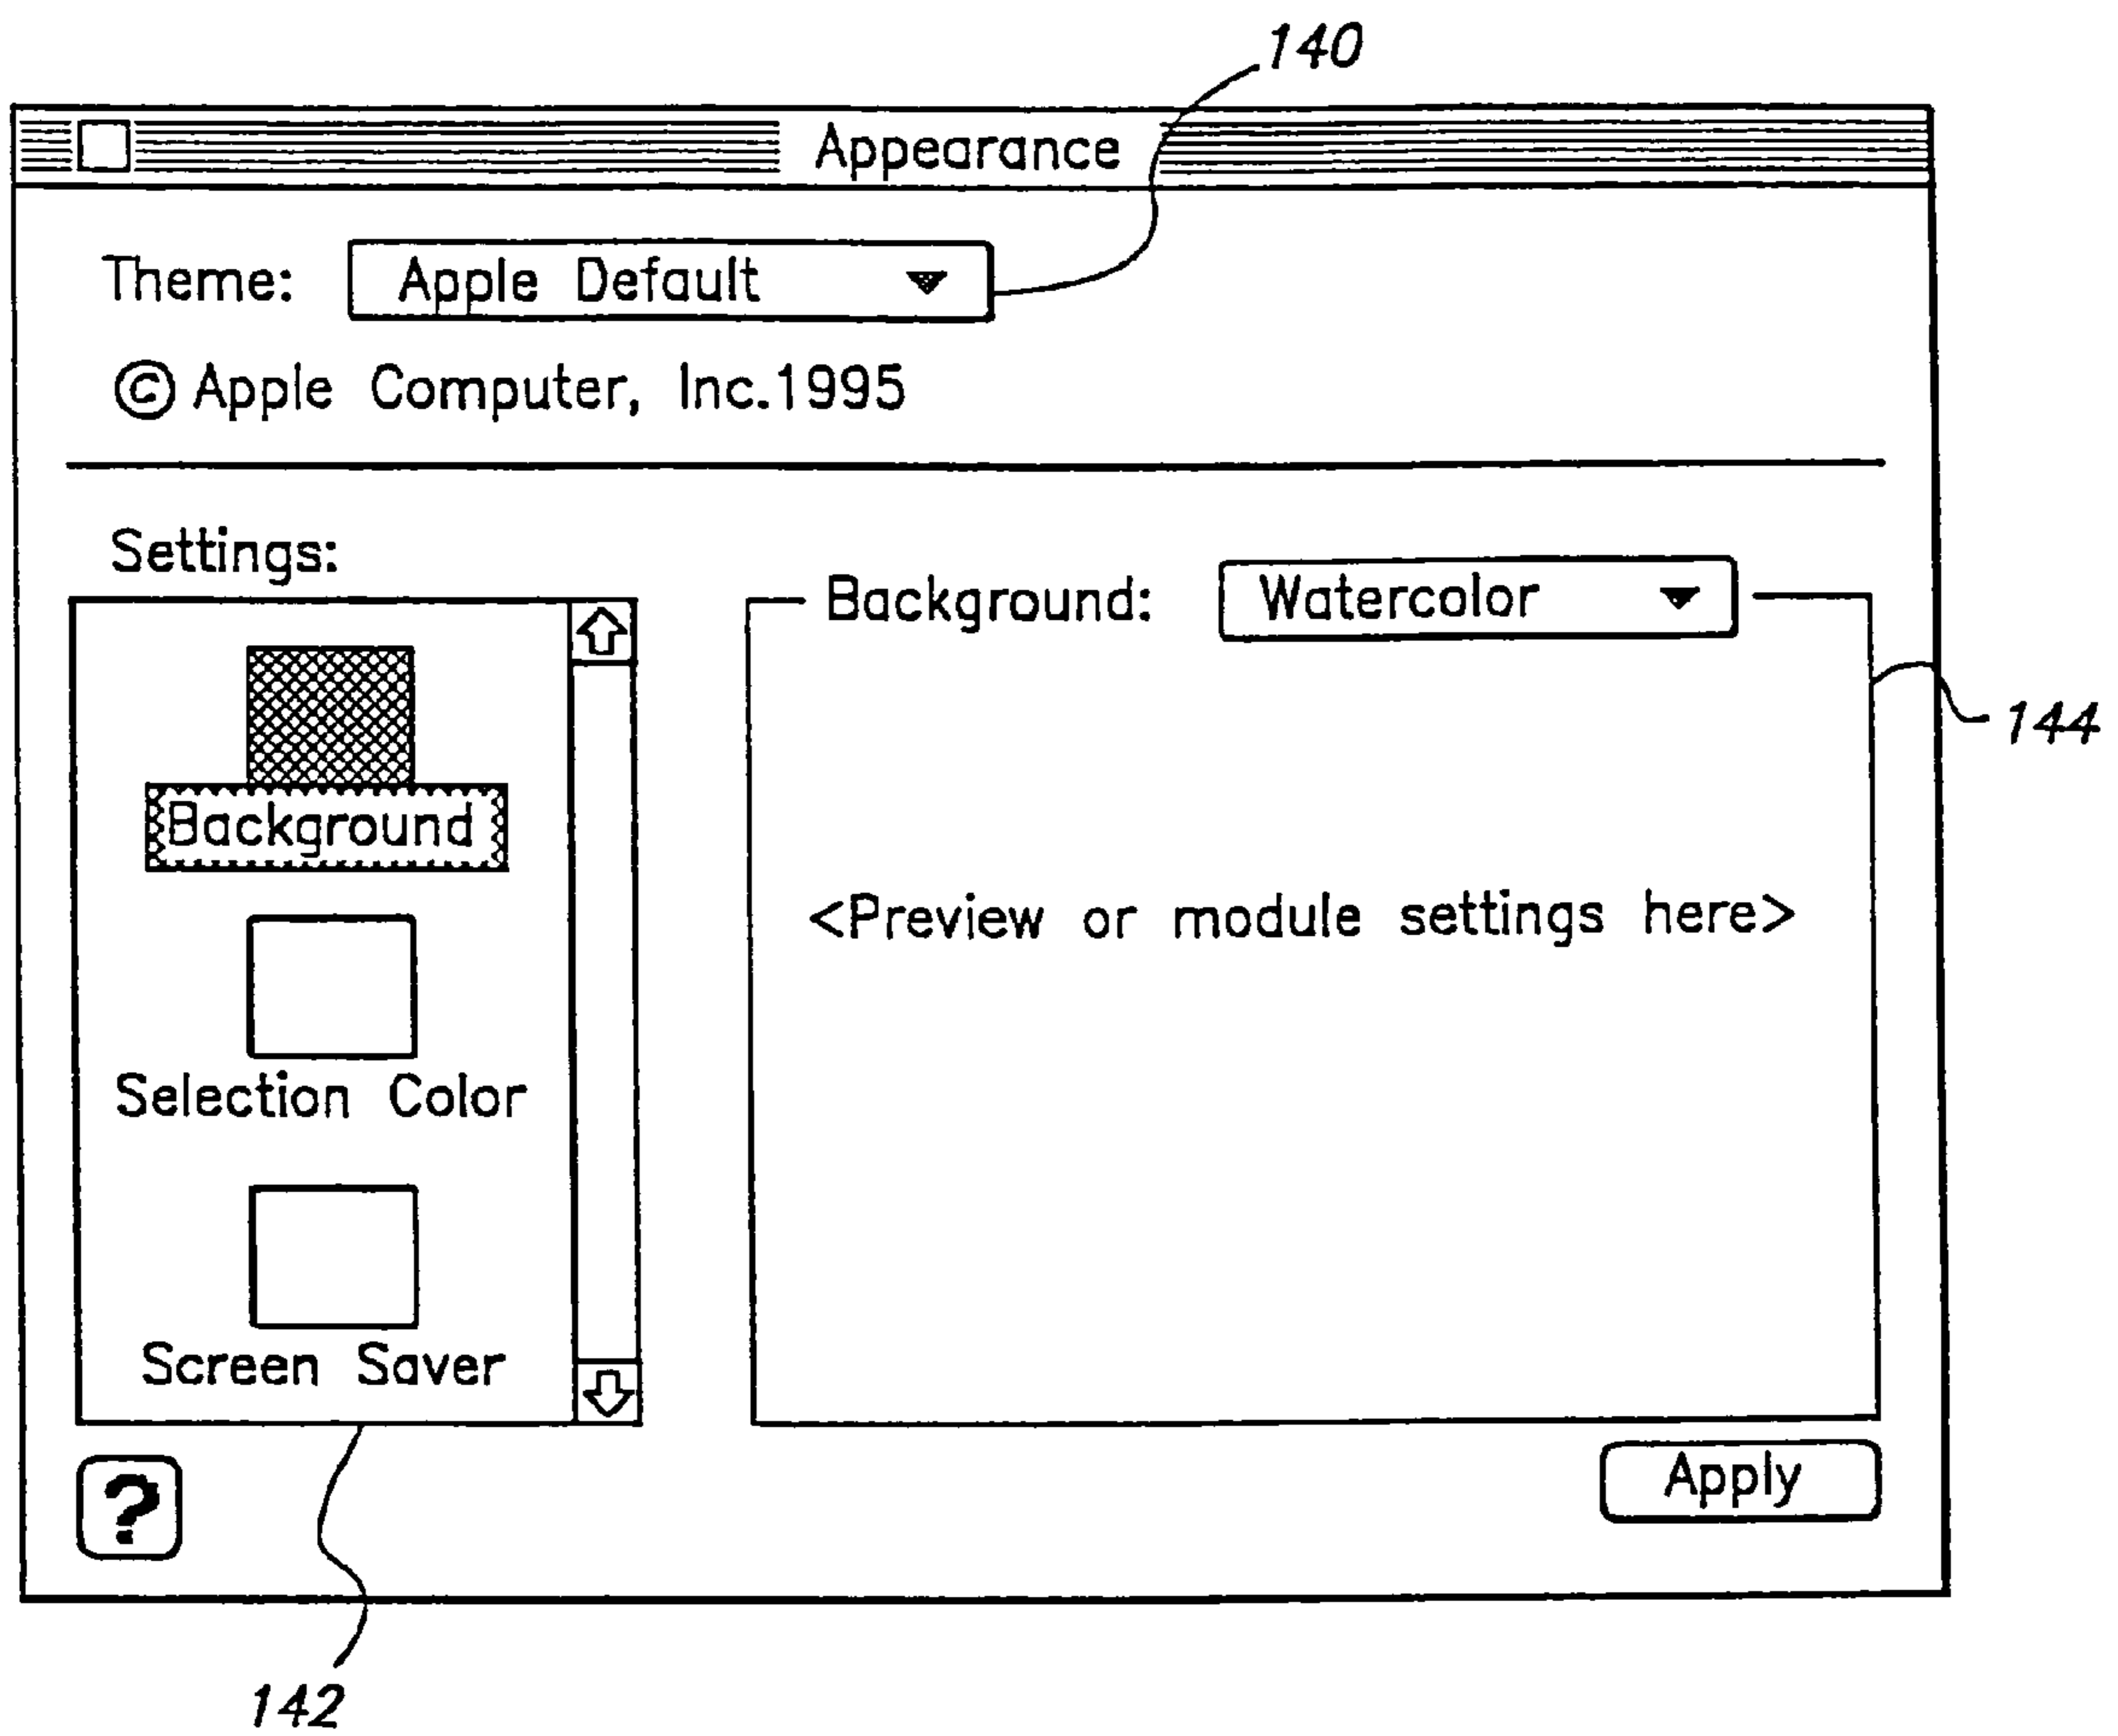 140
Appearance
Theme: Apple Default
© Apple Computer, Inc.1995
Settings:
Background: Watercolor
144
Background
<Preview or module settings here>
Selection Color
Screen Saver
?
Apply
142